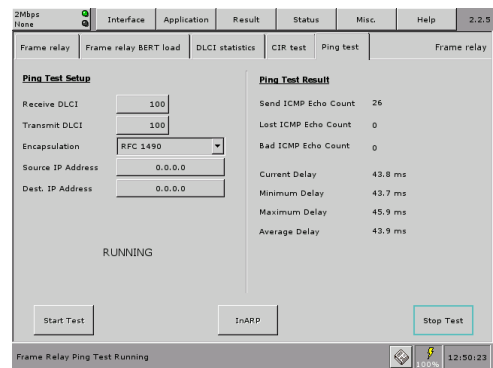 2Mbps
None
Interface
Application
Result
Status
Misc.
Help
2.2.5
Frame relay
Frame relay BERT load
DLCI statistics
CIR test
Ping test
Frame relay
Ping Test Setup
Receive DLCI 100
Transmit DLCI 100
Encapsulation RFC 1490
Source IP Address 0.0.0.0
Dest. IP Address 0.0.0.0
RUNNING
Ping Test Result
Send ICMP Echo Count 26
Lost ICMP Echo Count 0
Bad ICMP Echo Count 0
Current Delay 43.8 ms
Minimum Delay 43.7 ms
Maximum Delay 45.9 ms
Average Delay 43.9 ms
Start Test
InARP
Stop Test
Frame Relay Ping Test Running
100%
12:50:23